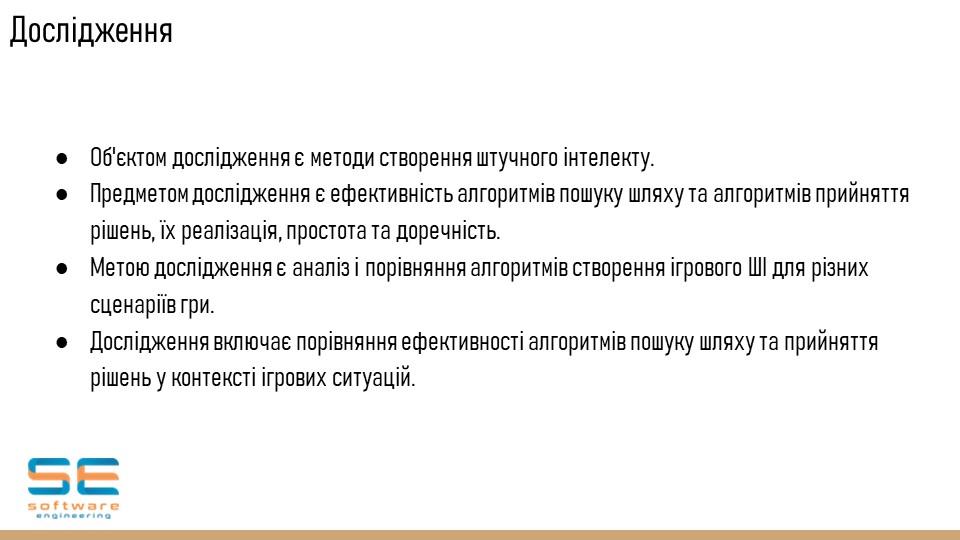 Дослідження
● Об'єктом дослідження є методи створення штучного інтелекту.
● Предметом дослідження є ефективність алгоритмів пошуку шляху та алгоритмів прийняття
рішень, їх реалізація, простота та доречність.
● Метою дослідження є аналіз і порівняння алгоритмів створення ігрового ШІ для різних
сценаріїв гри.
● Дослідження включає порівняння ефективності алгоритмів пошуку шляху та прийняття
рішень у контексті ігрових ситуацій.
SE
software
engineering